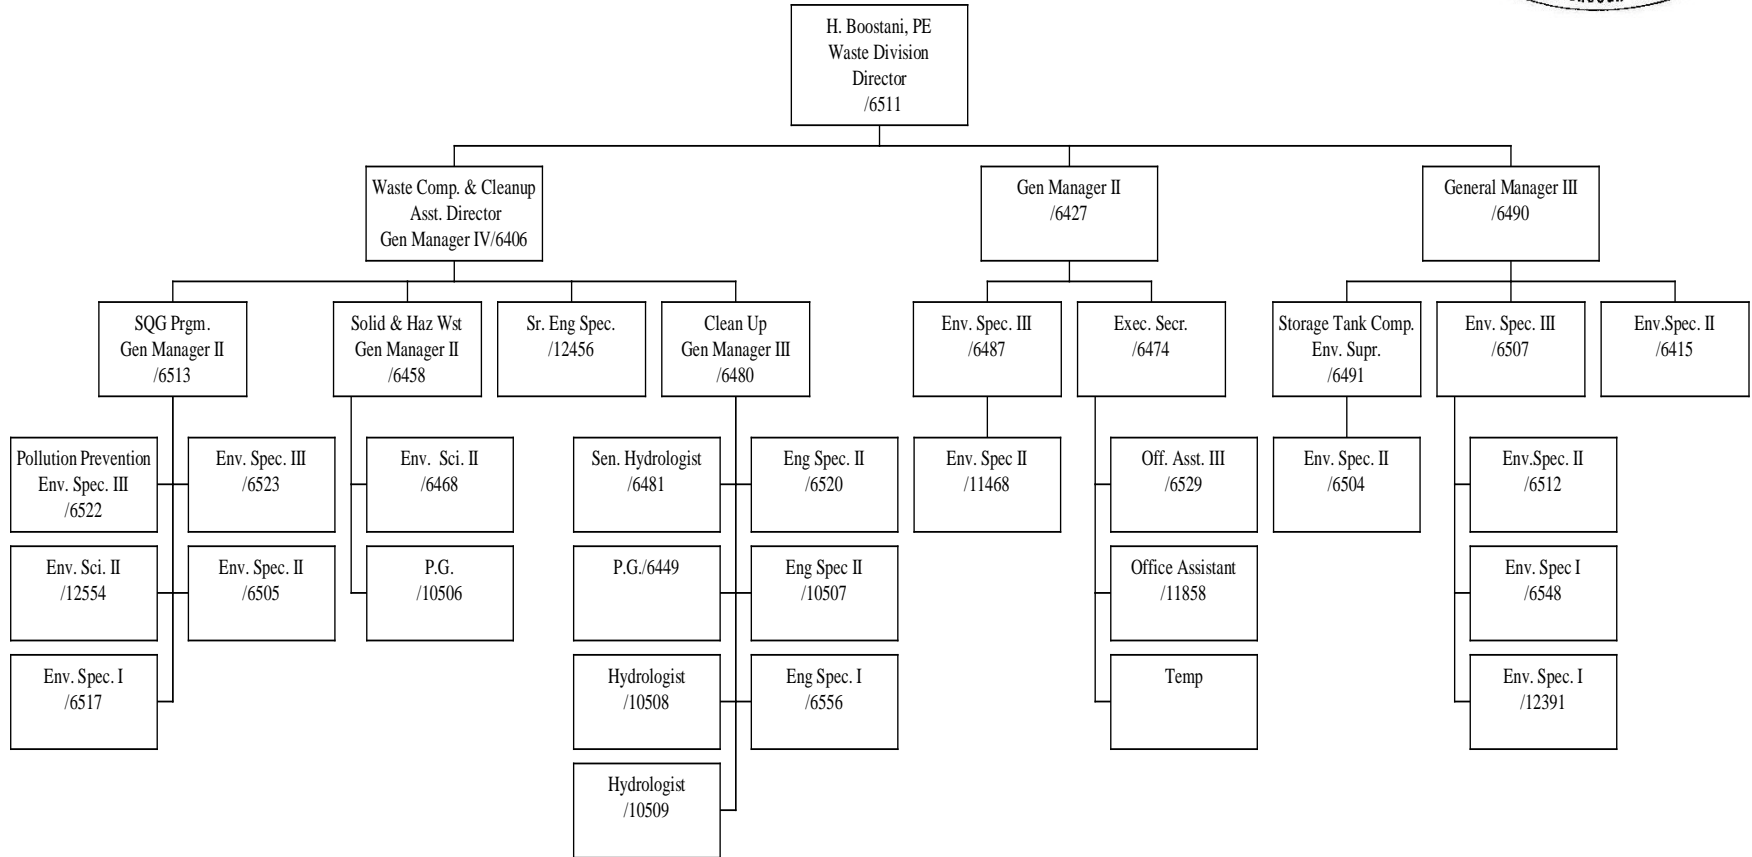 H. Boostani, PE
Waste Division
Director
/6511
Waste Comp. & Cleanup
Asst. Director
Gen Manager IV/6406
Gen Manager II
/6427
General Manager III
/6490
SQG Prgm.
Gen Manager II
/6513
Solid & Haz Wst
Gen Manager II
/6458
Sr. Eng Spec.
/12456
Clean Up
Gen Manager III
/6480
Env. Spec. III
/6487
Exec. Secr.
/6474
Storage Tank Comp.
Env. Supr.
/6491
Env. Spec. III
/6507
Env.Spec. II
/6415
Pollution Prevention
Env. Spec. III
/6522
Env. Spec. III
/6523
Env.  Sci. II
/6468
Sen. Hydrologist
/6481
Eng Spec. II
/6520
Env. Spec II
/11468
Off. Asst. III
/6529
Env. Spec. II
/6504
Env.Spec. II
/6512
Env. Sci. II
/12554
Env. Spec. II
/6505
P.G.
/10506
P.G./6449
Eng Spec II
/10507
Office Assistant
/11858
Env. Spec I
/6548
Env. Spec. I
/6517
Hydrologist
/10508
Eng Spec. I
/6556
Temp
Env. Spec. I
/12391
Hydrologist
/10509